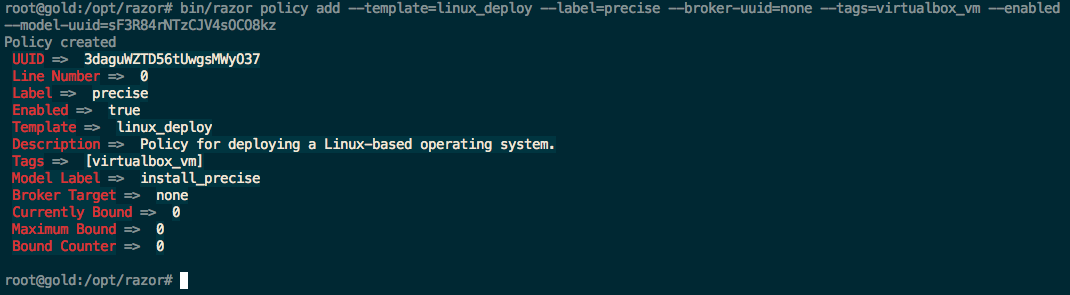 root@gold:/opt/razor# bin/razor policy add --template=linux_deploy --label=precise --broker-uuid=none --tags=virtualbox_vm --enabled
--model-uuid=sF3R84rNTzCJV4sOCO8kz
Policy created
UUID => 3daguWZTD56tUwgsMWyO37
Line Number => 0
Label => precise
Enabled => true
Template => linux_deploy
Description => Policy for deploying a Linux-based operating system.
Tags => [virtualbox_vm]
Model Label => install_precise
Broker Target => none
Currently Bound => 0
Maximum Bound => 0
Bound Counter => 0
root@gold:/opt/razor#